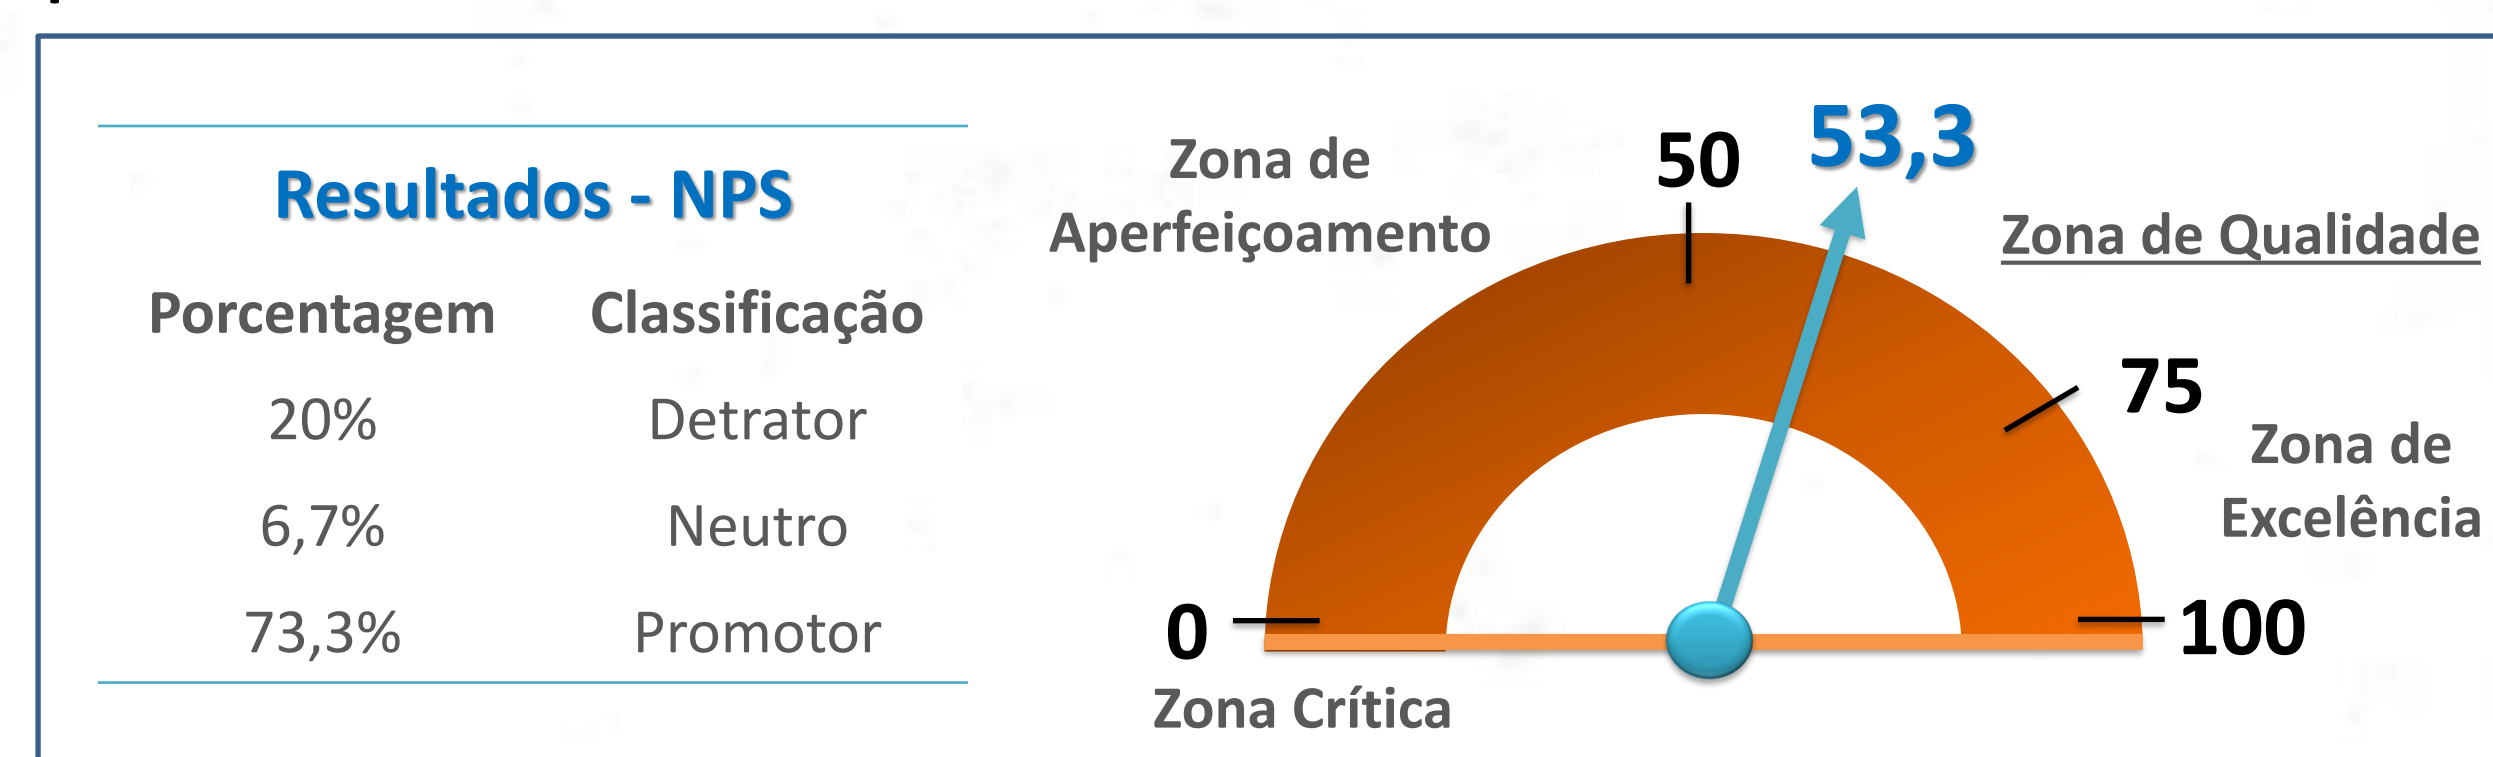 Resultados - NPS
Porcentagem Classificação
20% Detrator
6,7% Neutro
73,3% Promotor
Zona de
Aperfeiçoamento
50
53,3
Zona de Qualidade
75
Zona de
Excelência
0
100
Zona Crítica